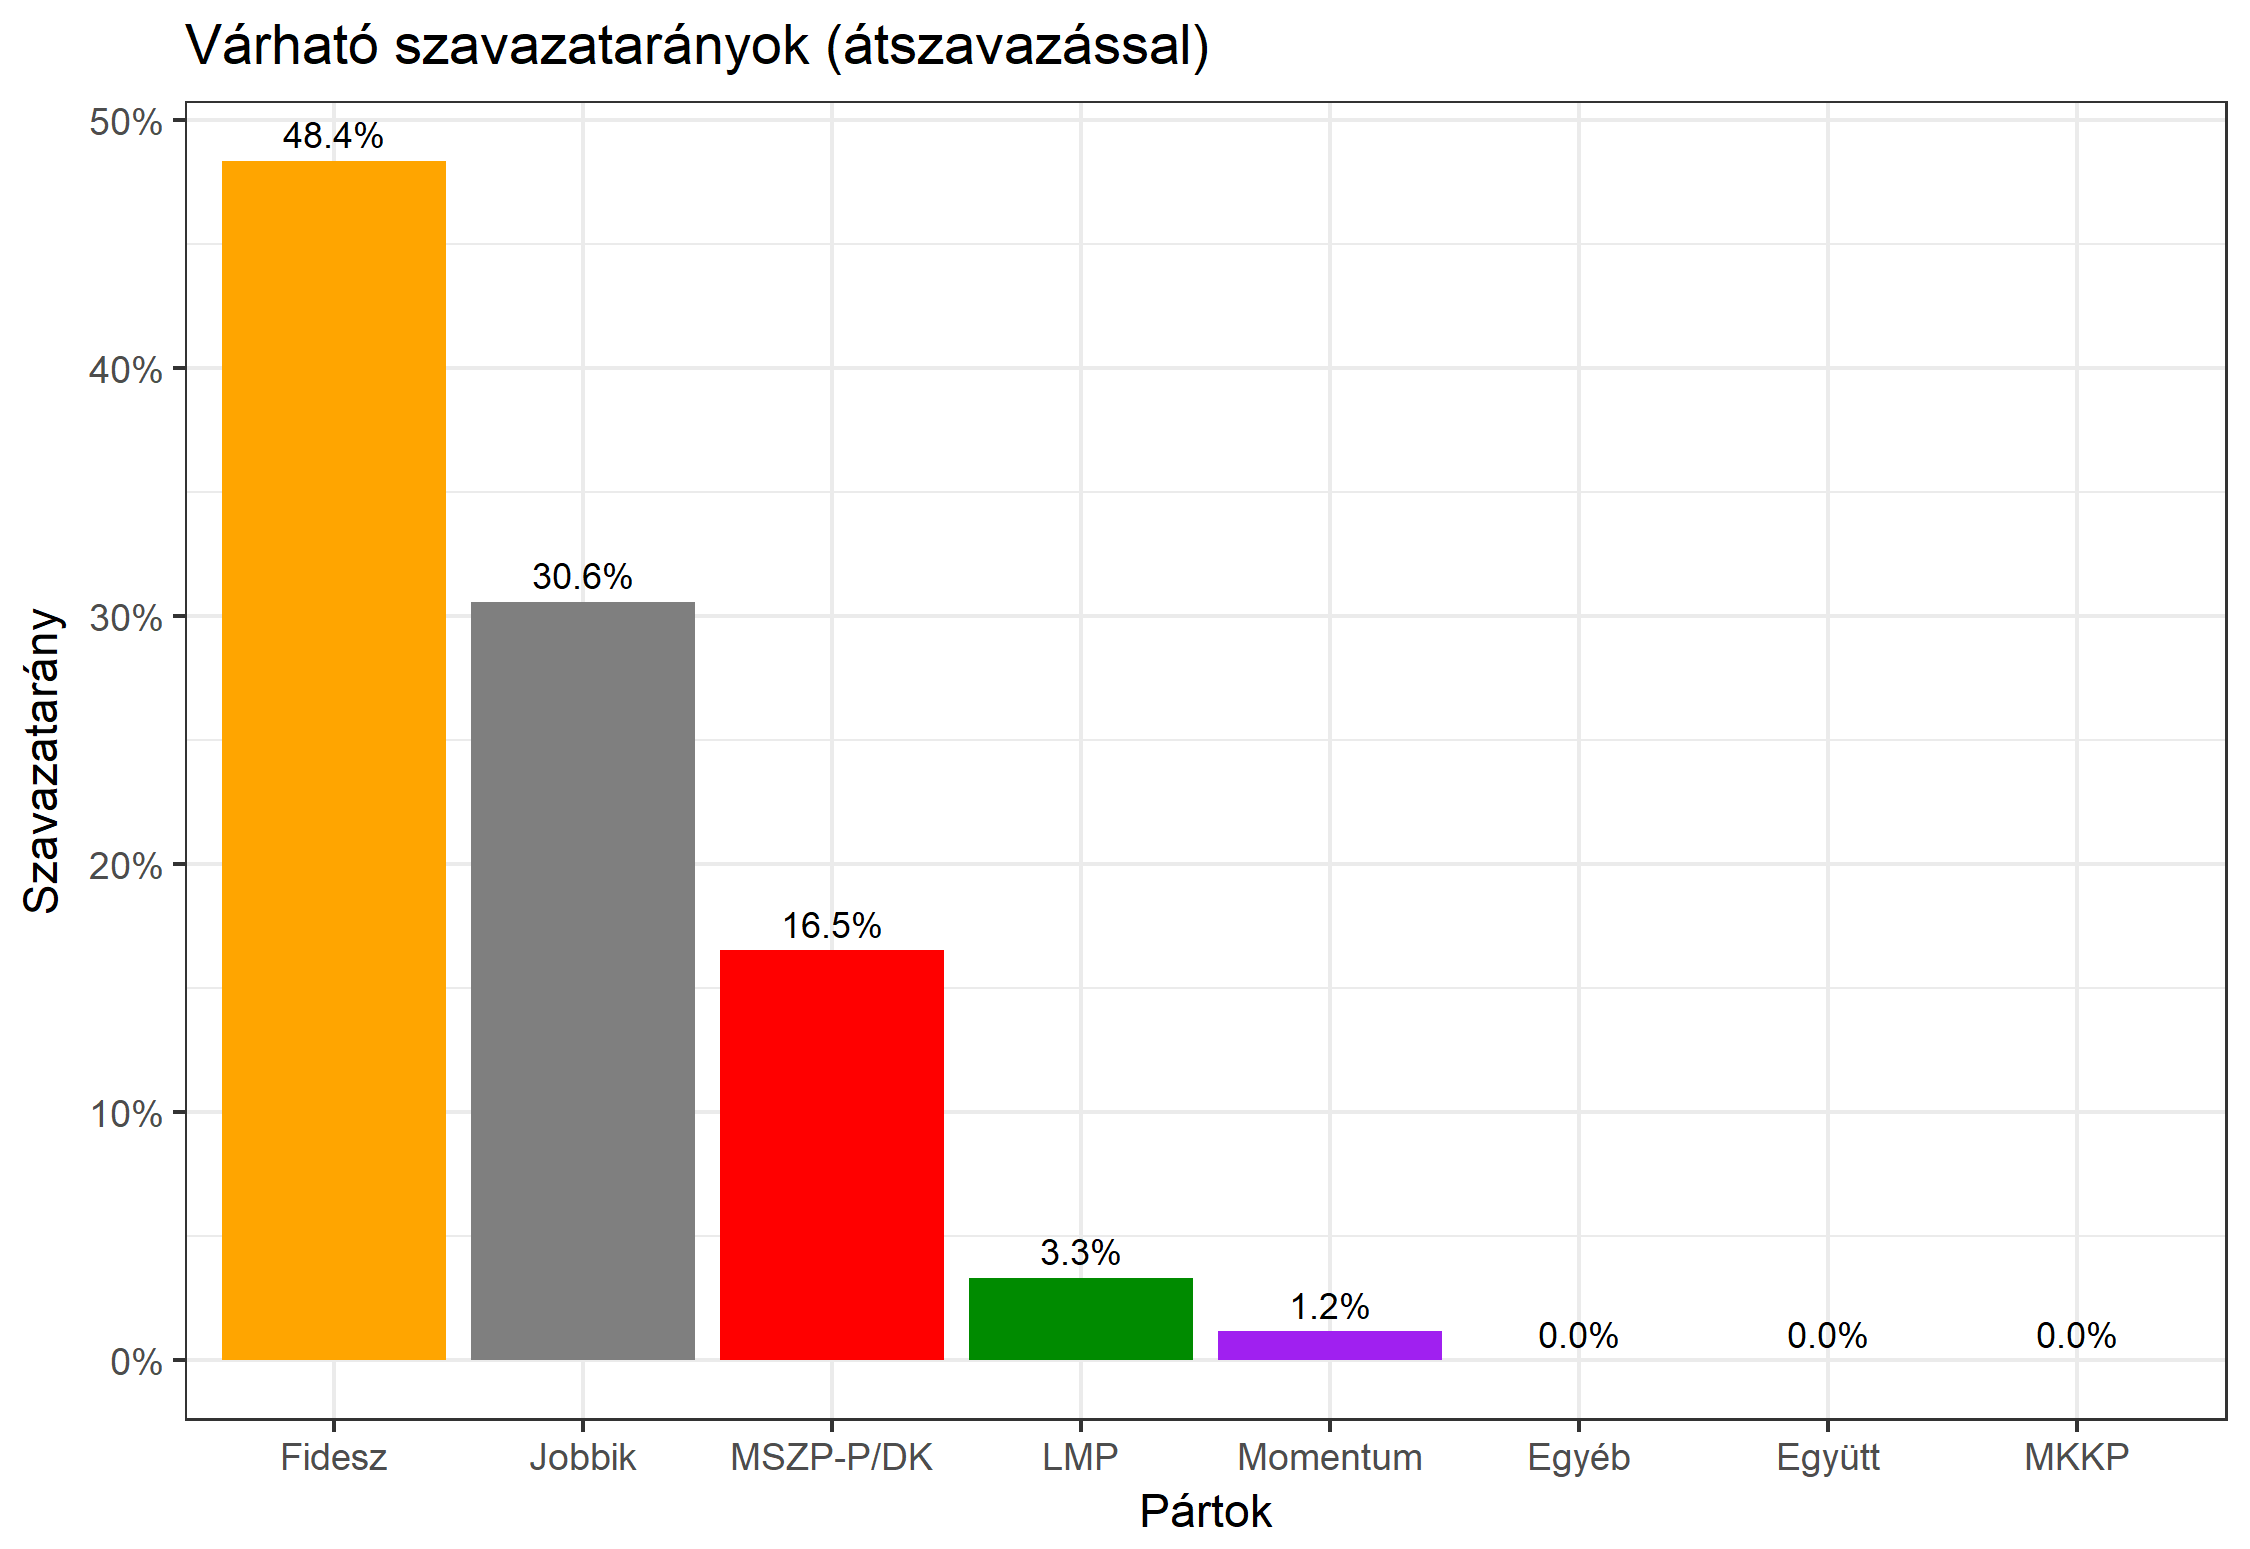 Várható szavazatarányok (átszavazással)
Szavazatarány
50%
40%
30%
20%
10%
0%
48.4%
30.6%
16.5%
3.3%
1.2%
0.0%
0.0%
0.0%
Fidesz
Jobbik
MSZP-P/DK
LMP
Momentum
Egyéb
Együtt
MKKP
Pártok